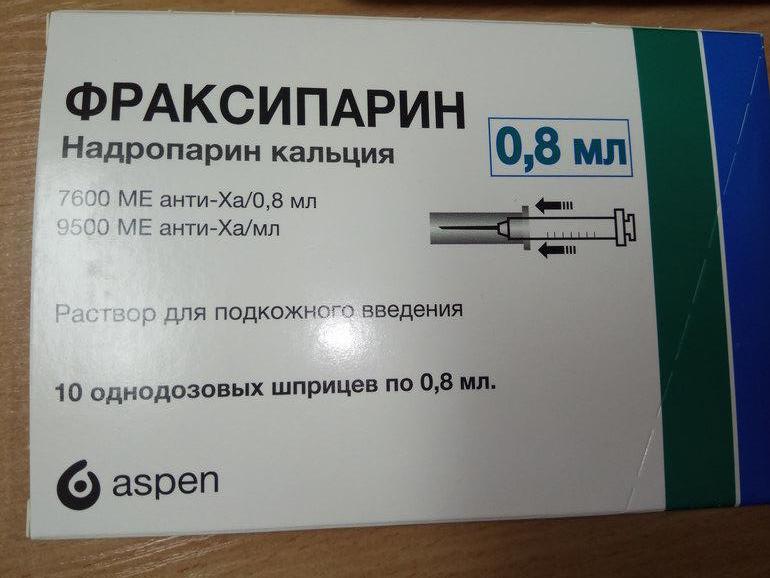 ФРАКСИПАРИН
Надропарин кальция
0,8 мл
7600 МЕ анти-Ха/0,8 мл
9500 МЕ анти-Ха/мл
Раствор для подкожного введения
10 однодозовых шприцев по 0,8 мл.
aspen